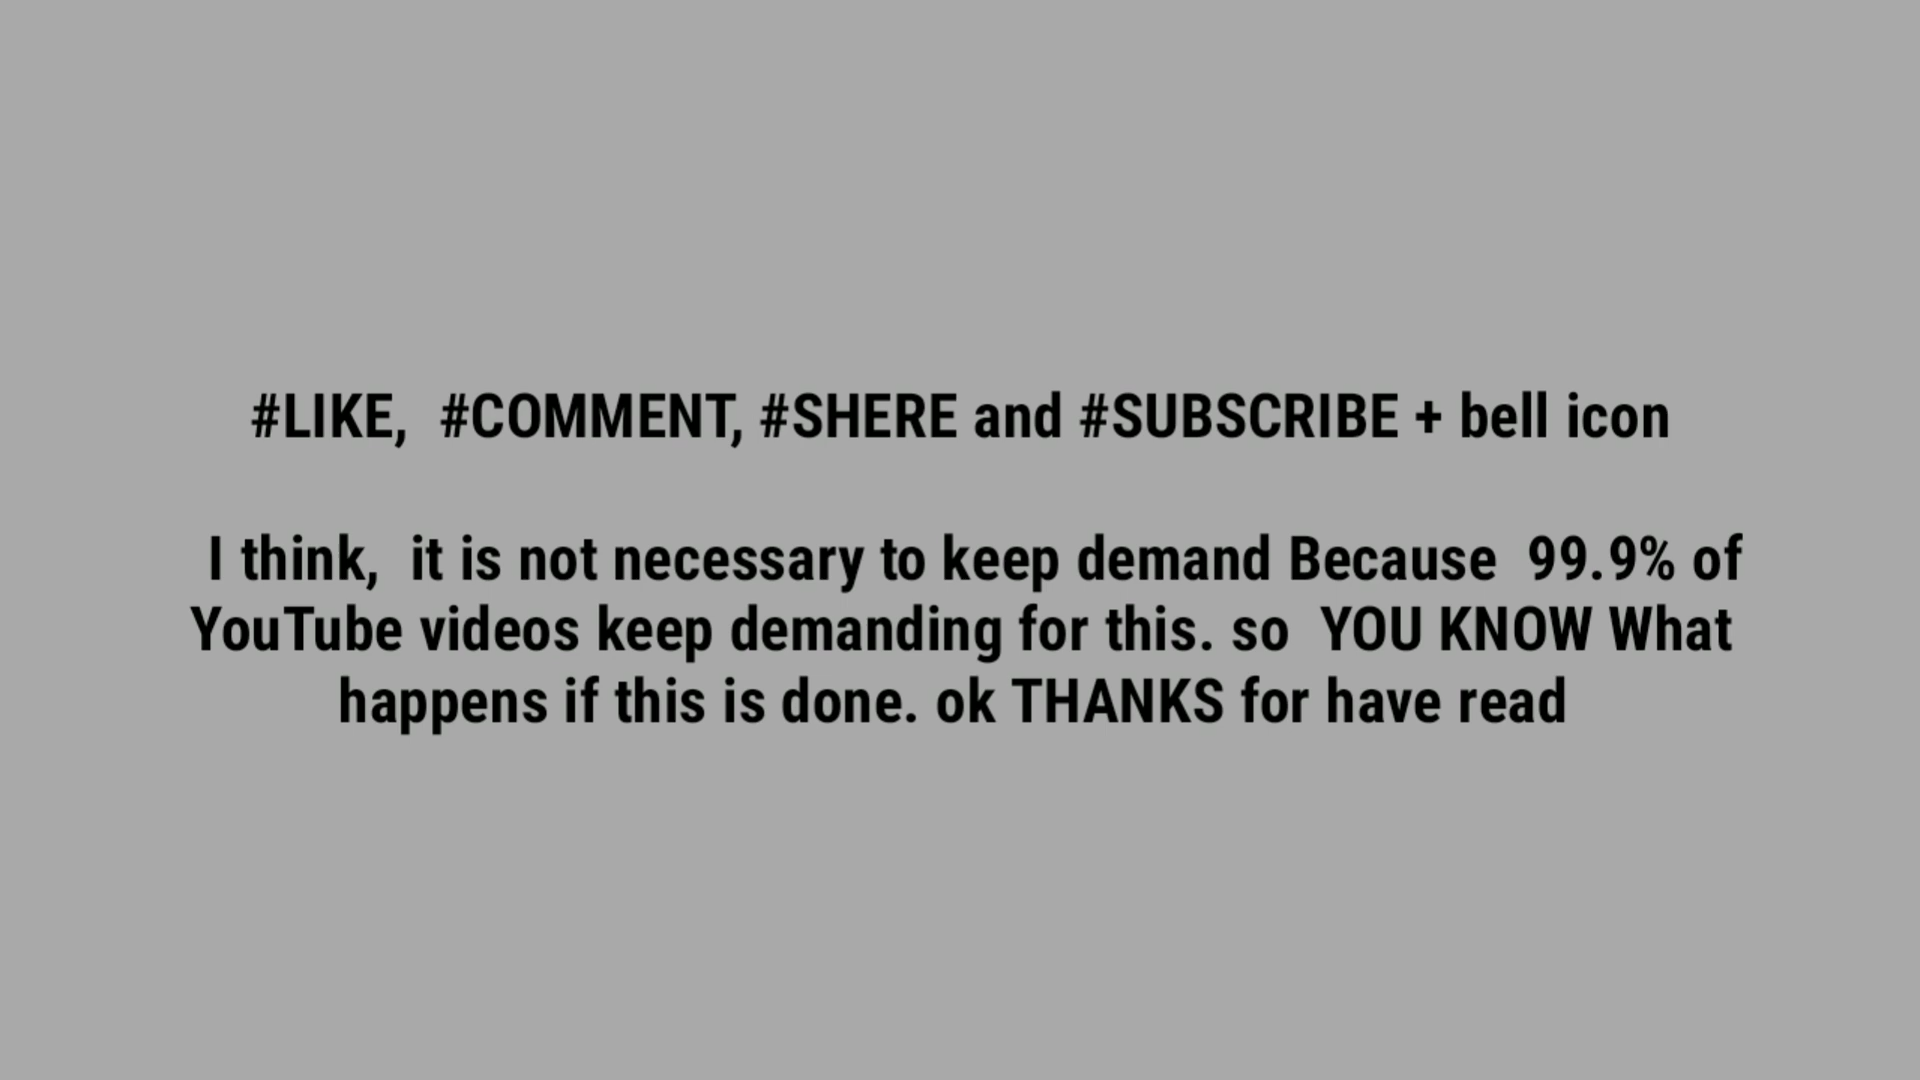 #LIKE,  #COMMENT, #SHERE and #SUBSCRIBE + bell icon
I think,  it is not necessary to keep demand Because  99.9% of
YouTube videos keep demanding for this. so  YOU KNOW What
happens if this is done. ok THANKS for have read